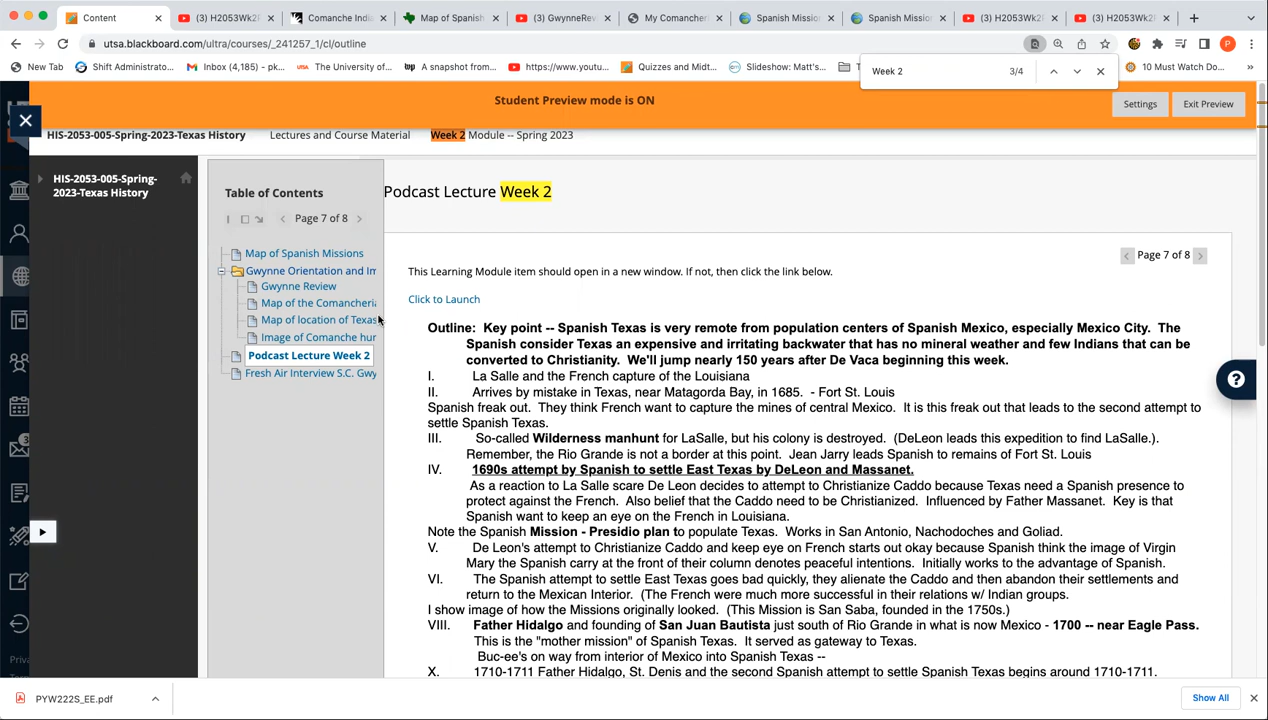 Content
(3) H2053Wk2P
Comanche Indi
Map of Spanish
(3) GwynneRev
My Comancher
Spanish Mission
Spanish Missio
(3) H2053Wk2
(3) H2053Wk2
utsa.blackboard.com/ultra/courses/_241257_1/cl/outline
New Tab
Shift Administrato...
Inbox (4,185) - pk...
The University of...
A snapshot from...
https://www.youtu...
Quizzes and Midt...
Slideshow: Matt's...
10 Must Watch Do...
Week 2
3/4
Student Preview mode is ON
Settings
Exit Preview
HIS-2053-005-Spring-2023-Texas History
Lectures and Course Material
Week 2 Module -- Spring 2023
HIS-2053-005-Spring-
2023-Texas History
Table of Contents
Page 7 of 8
Map of Spanish Missions
Gwynne Orientation and Im
Gwynne Review
Map of the Comancheria
Map of location of Texas
Image of Comanche hun
Podcast Lecture Week 2
Fresh Air Interview S.C. Gwy
Priva
Podcast Lecture Week 2
Page 7 of 8
This Learning Module item should open in a new window. If not, then click the link below.
Click to Launch
Outline: Key point -- Spanish Texas is very remote from population centers of Spanish Mexico, especially Mexico City. The
Spanish consider Texas an expensive and irritating backwater that has no mineral weather and few Indians that can be
converted to Christianity. We'll jump nearly 150 years after De Vaca beginning this week.
I. La Salle and the French capture of the Louisiana
II. Arrives by mistake in Texas, near Matagorda Bay, in 1685. - Fort St. Louis
Spanish freak out. They think French want to capture the mines of central Mexico. It is this freak out that leads to the second attempt to
settle Spanish Texas.
III. So-called Wilderness manhunt for LaSalle, but his colony is destroyed. (DeLeon leads this expedition to find LaSalle.).
Remember, the Rio Grande is not a border at this point. Jean Jarry leads Spanish to remains of Fort St. Louis
IV. 1690s attempt by Spanish to settle East Texas by DeLeon and Massanet.
As a reaction to La Salle scare De Leon decides to attempt to Christianize Caddo because Texas need a Spanish presence to
protect against the French. Also belief that the Caddo need to be Christianized. Influenced by Father Massanet. Key is that
Spanish want to keep an eye on the French in Louisiana.
Note the Spanish Mission - Presidio plan to populate Texas. Works in San Antonio, Nachodoches and Goliad.
V. De Leon's attempt to Christianize Caddo and keep eye on French starts out okay because Spanish think the image of Virgin
Mary the Spanish carry at the front of their column denotes peaceful intentions. Initially works to the advantage of Spanish.
VI. The Spanish attempt to settle East Texas goes bad quickly, they alienate the Caddo and then abandon their settlements and
return to the Mexican Interior. (The French were much more successful in their relations w/ Indian groups.
I show image of how the Missions originally looked. (This Mission is San Saba, founded in the 1750s.)
VIII. Father Hidalgo and founding of San Juan Bautista just south of Rio Grande in what is now Mexico - 1700 -- near Eagle Pass.
This is the "mother mission" of Spanish Texas. It served as gateway to Texas.
Buc-ee's on way from interior of Mexico into Spanish Texas --
X. 1710-1711 Father Hidalgo, St. Denis and the second Spanish attempt to settle Spanish Texas begins around 1710-1711.
PYW222S_EE.pdf
Show All